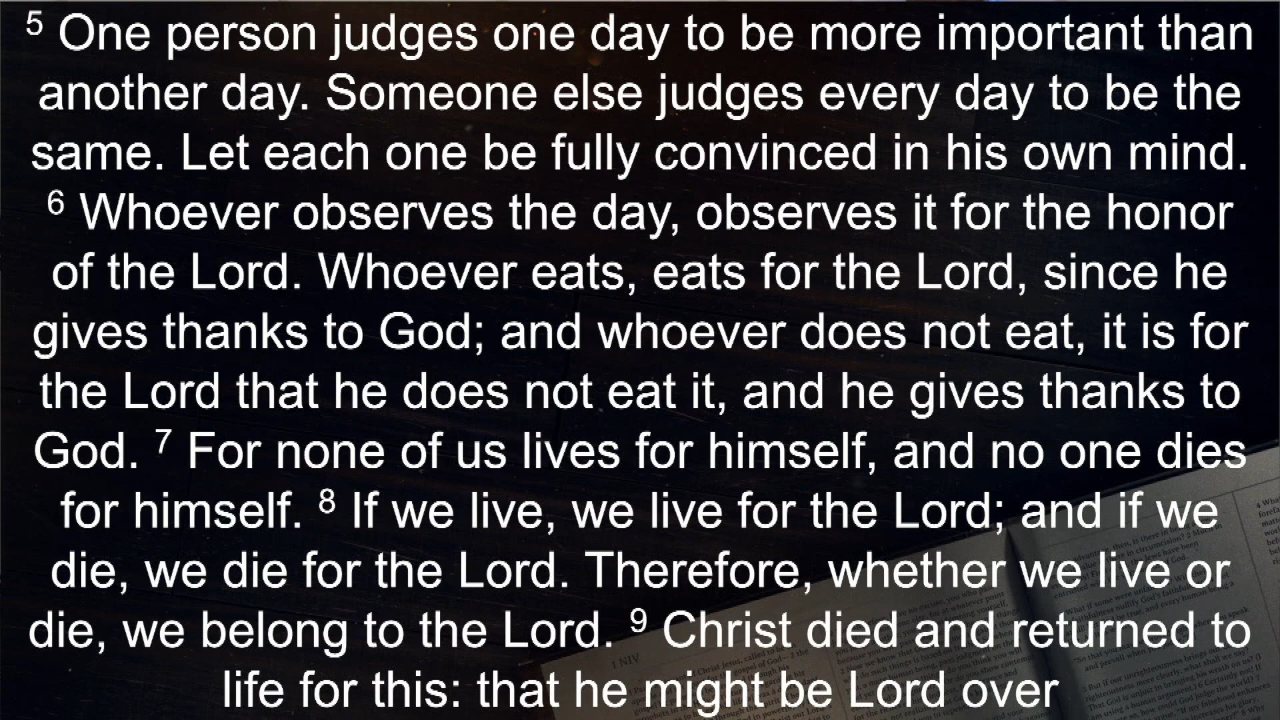 5 One person judges one day to be more important than
another day. Someone else judges every day to be the
same. Let each one be fully convinced in his own mind.
6 Whoever observes the day, observes it for the honor
of the Lord. Whoever eats, eats for the Lord, since he
gives thanks to God; and whoever does not eat, it is for
the Lord that he does not eat it, and he gives thanks to
God. 7 For none of us lives for himself, and no one dies
for himself. 8 If we live, we live for the Lord; and if we
die, we die for the Lord. Therefore, whether we live or
die, we belong to the Lord. 9 Christ died and returned to
life for this: that he might be Lord over